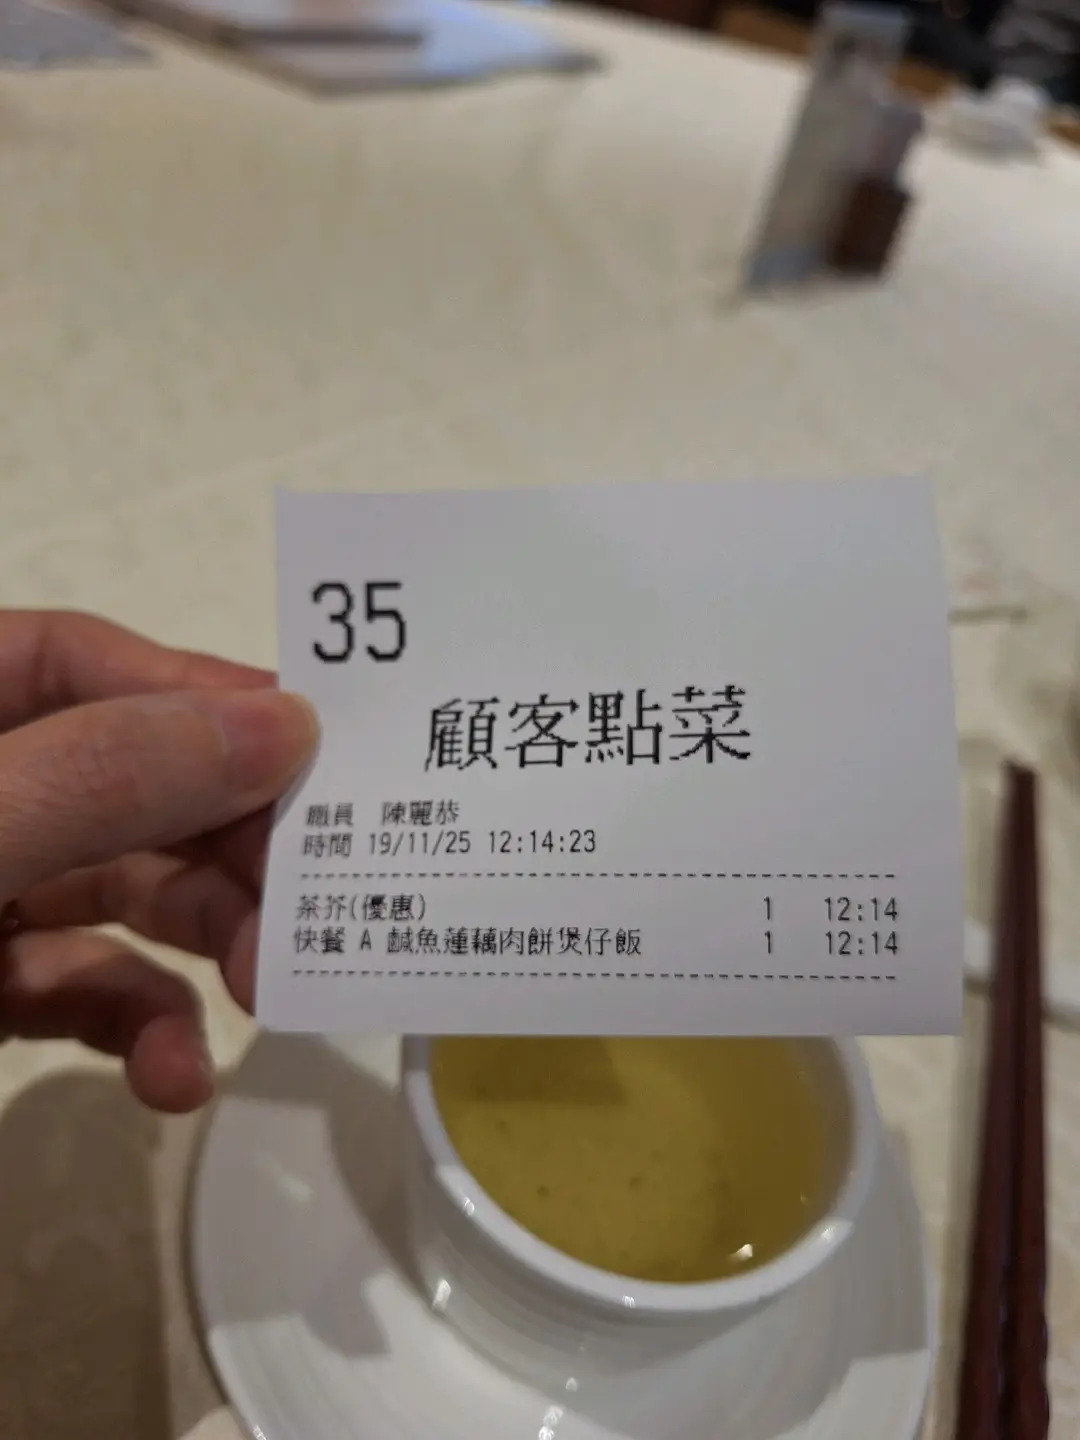 35
顧客點菜
職員 陳麗恭
時間 19/11/25 12:14:23
茶芥(優惠) 1 12:14
快餐 A 鹹魚蓮藕肉餅煲仔飯 1 12:14